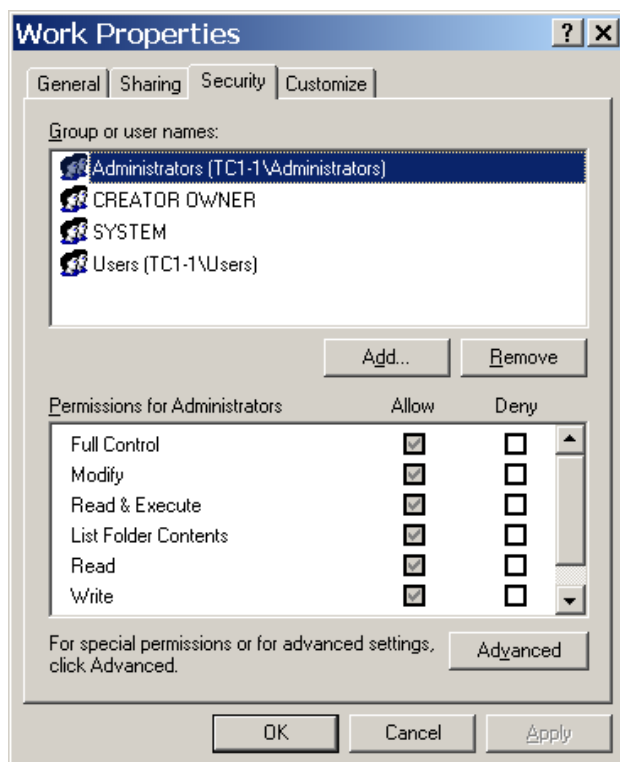 Work Properties
General Sharing Security Customize
Group or user names:
Administrators (TC1-1\Administrators)
CREATOR OWNER
SYSTEM
Users (TC1-1\Users)
Add... Remove
Permissions for Administrators Allow Deny
Full Control
Modify
Read & Execute
List Folder Contents
Read
Write
For special permissions or for advanced settings, click Advanced.
Advanced
OK Cancel Apply